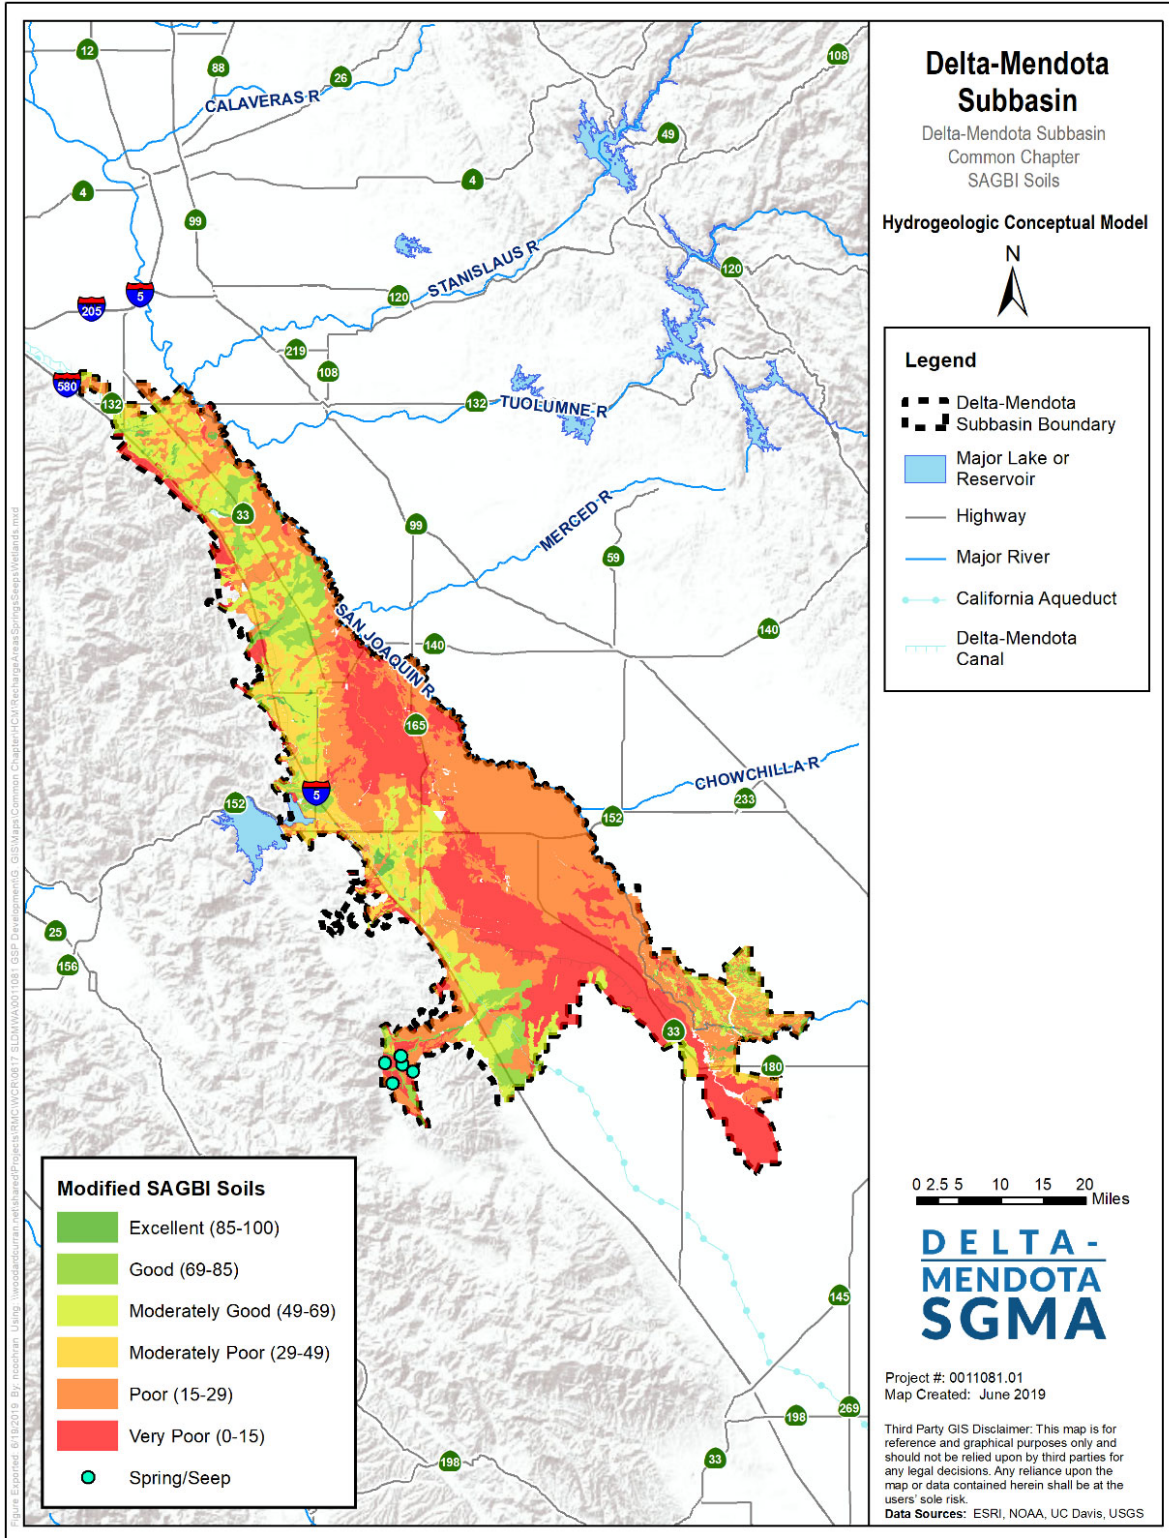 Delta-Mendota
Subbasin
Delta-Mendota Subbasin
Common Chapter
SAGBI Soils
Hydrogeologic Conceptual Model
N
Legend
Delta-Mendota
Subbasin Boundary
Major Lake or
Reservoir
Highway
Major River
California Aqueduct
Delta-Mendota
Canal
0 2.5 5 10 15 20
Miles
DELTA-
MENDOTA
SGMA
Project #: 0011081.01
Map Created: June 2019
Third Party GIS Disclaimer: This map is for
reference and graphical purposes only and
should not be relied upon by third parties for
any legal decisions. Any reliance upon the
map or data contained herein shall be at the
users' sole risk.
Data Sources: ESRI, NOAA, UC Davis, USGS
12
88
26
108
CALAVERAS R
49
4
4
99
STANISLAUS R
120
5
205
120
219
108
580
132
132
TUOLUMNE R
33
99
MERCED R
59
SAN JOAQUIN R
140
140
165
CHOWCHILLA R
5
152
233
152
25
156
33
180
145
269
198
198
33
Modified SAGBI Soils
Excellent (85-100)
Good (69-85)
Moderately Good (49-69)
Moderately Poor (29-49)
Poor (15-29)
Very Poor (0-15)
Spring/Seep